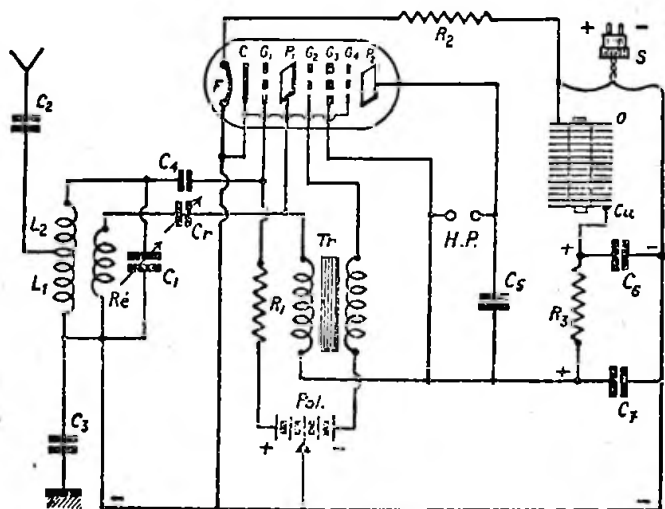 + −
S
R2
C G1 P1 G2 G3 G4 P2
F
C2
O
C4
Cu
L2
Cr
Tr
H.P.
+ −
L1
Ré
C1
R1
C5
R3
C6
Pol.
+
C7
+ −
C3
− −